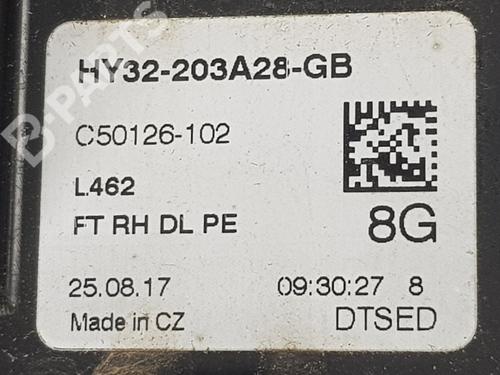 HY32-203A28-GB
C50126-102
L462
8G
FT RH DL PE
25.08.17 09:30:27 8
Made in CZ DTSED
B-PARTS